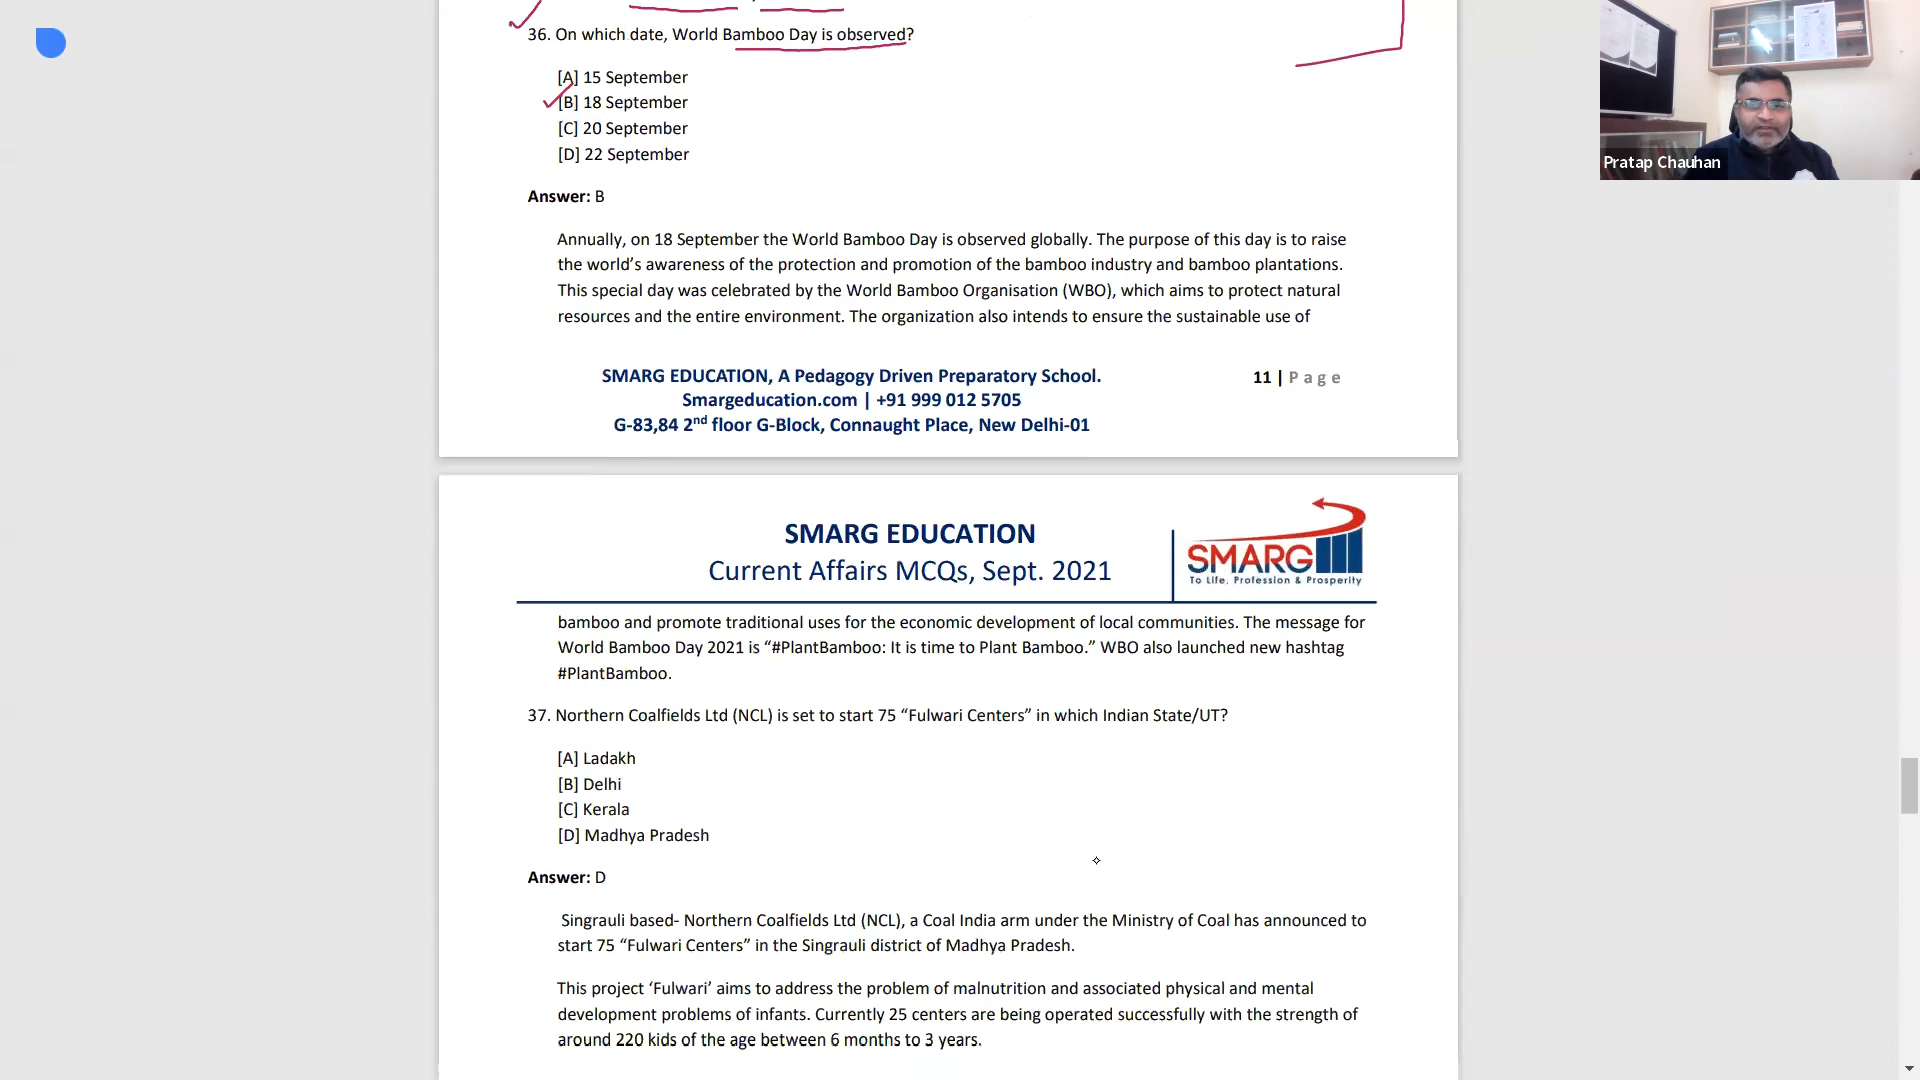 36. On which date, World Bamboo Day is observed?
[A] 15 September
[B] 18 September
[C] 20 September
[D] 22 September
Answer: B
Annually, on 18 September the World Bamboo Day is observed globally. The purpose of this day is to raise
the world’s awareness of the protection and promotion of the bamboo industry and bamboo plantations.
This special day was celebrated by the World Bamboo Organisation (WBO), which aims to protect natural
resources and the entire environment. The organization also intends to ensure the sustainable use of
SMARG EDUCATION, A Pedagogy Driven Preparatory School.
11 | Page
Smargeducation.com | +91 999 012 5705
G-83,84 2nd floor G-Block, Connaught Place, New Delhi-01
Pratap Chauhan
SMARG EDUCATION
Current Affairs MCQs, Sept. 2021
SMARG
To Life, Profession & Prosperity
bamboo and promote traditional uses for the economic development of local communities. The message for
World Bamboo Day 2021 is “#PlantBamboo: It is time to Plant Bamboo.” WBO also launched new hashtag
#PlantBamboo.
37. Northern Coalfields Ltd (NCL) is set to start 75 “Fulwari Centers” in which Indian State/UT?
[A] Ladakh
[B] Delhi
[C] Kerala
[D] Madhya Pradesh
Answer: D
Singrauli based- Northern Coalfields Ltd (NCL), a Coal India arm under the Ministry of Coal has announced to
start 75 “Fulwari Centers” in the Singrauli district of Madhya Pradesh.
This project ‘Fulwari’ aims to address the problem of malnutrition and associated physical and mental
development problems of infants. Currently 25 centers are being operated successfully with the strength of
around 220 kids of the age between 6 months to 3 years.